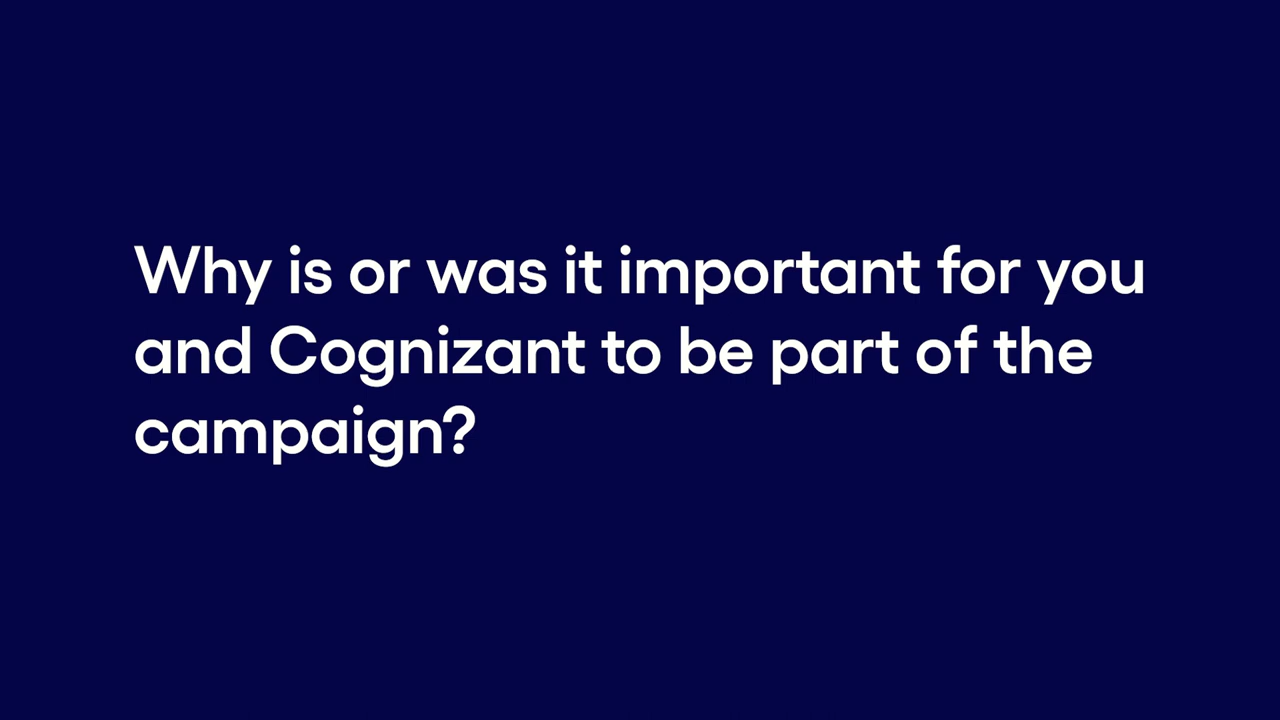 Why is or was it important for you
and Cognizant to be part of the
campaign?